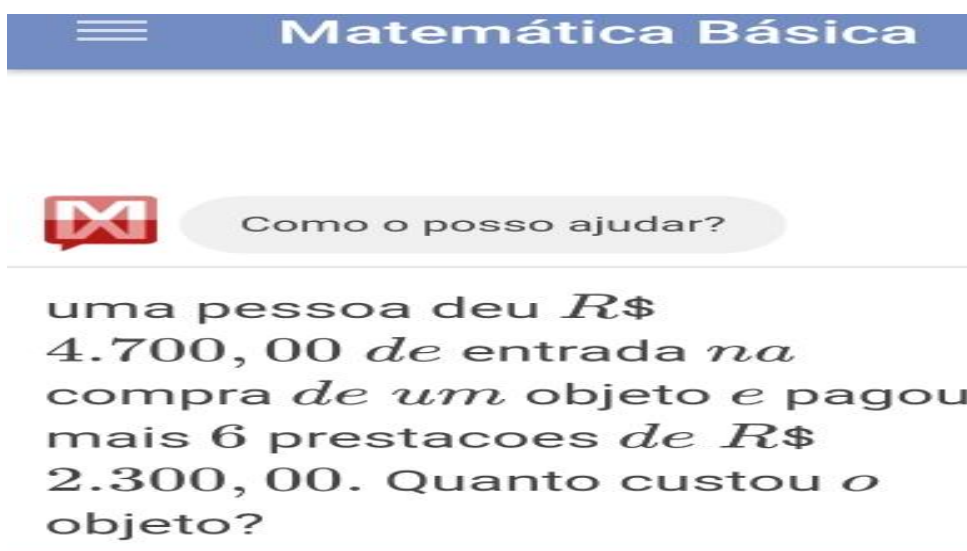 Matemática Básica
Como o posso ajudar?
uma pessoa deu R$
4.700,00 de entrada na
compra de um objeto e pagou
mais 6 prestacoes de R$
2.300,00. Quanto custou o
objeto?